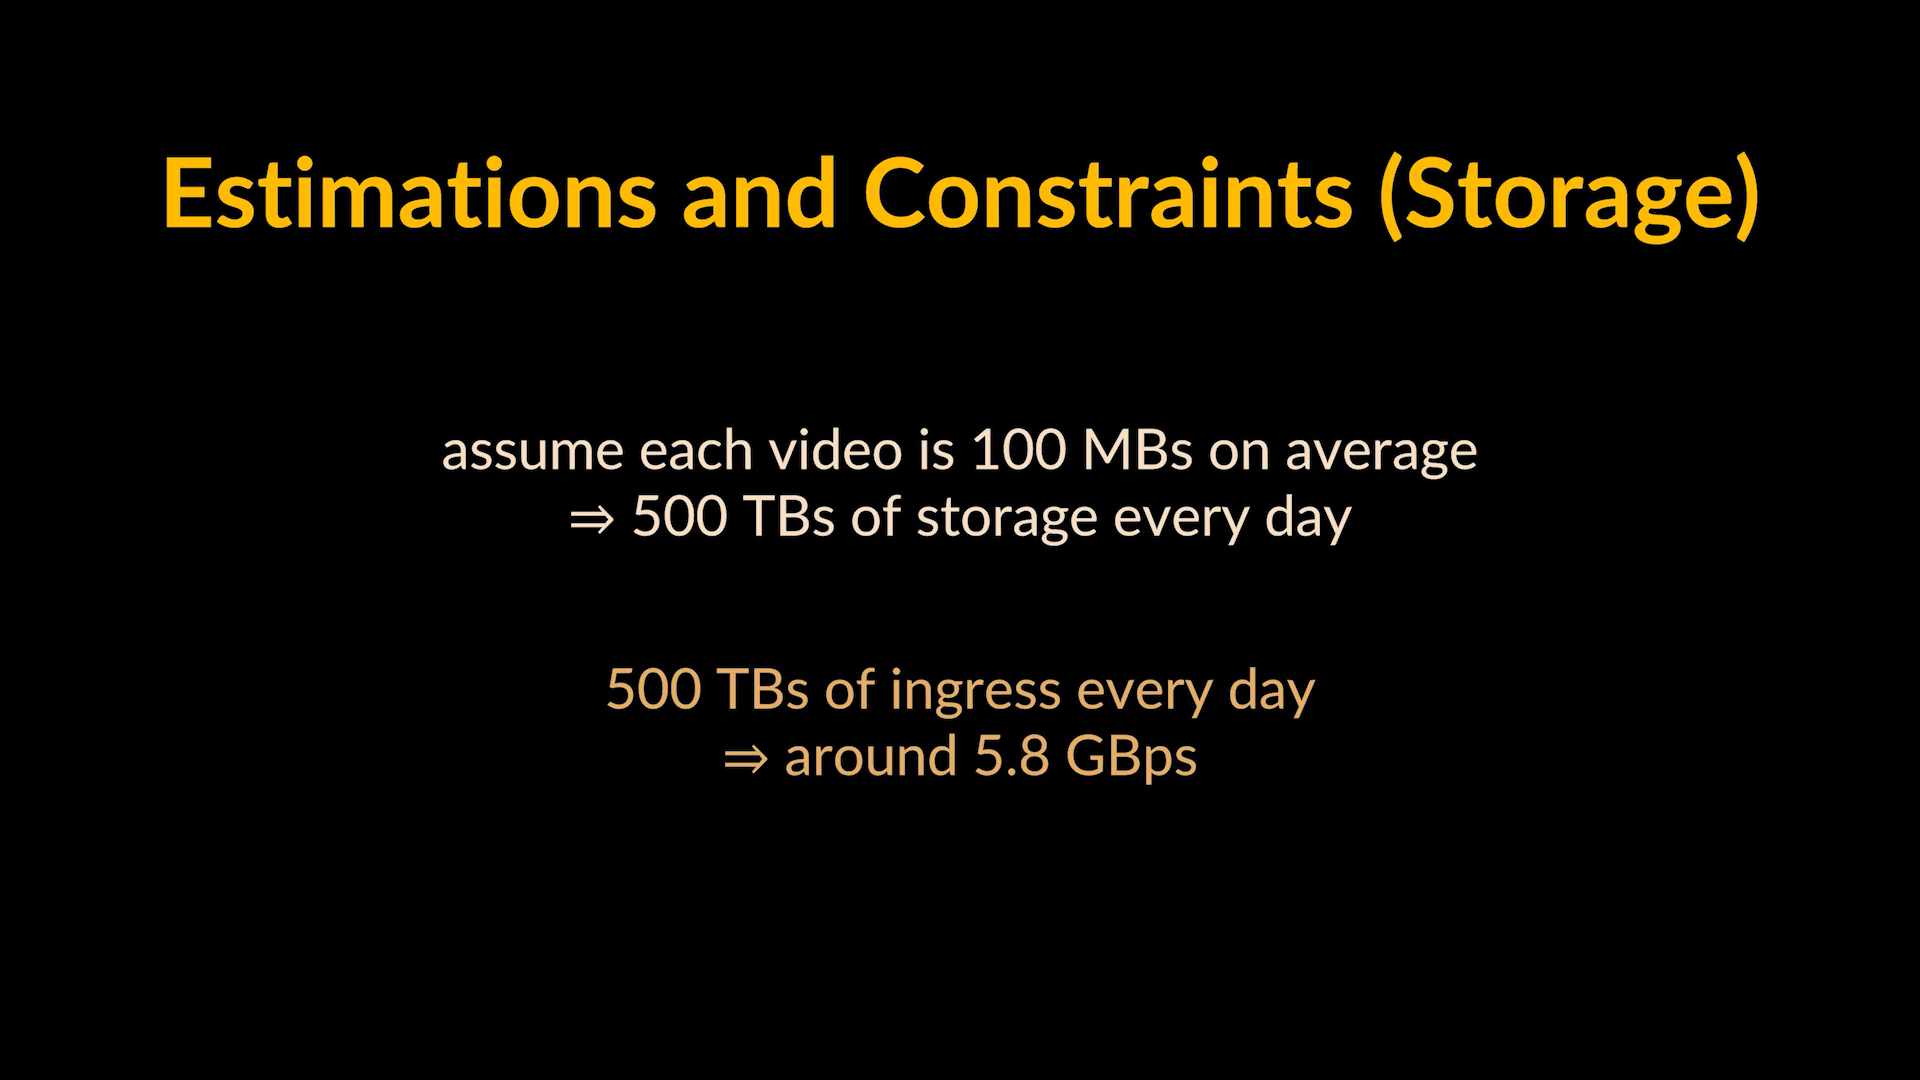 Estimations and Constraints (Storage)
assume each video is 100 MBs on average
⇒ 500 TBs of storage every day
500 TBs of ingress every day
⇒ around 5.8 GBps